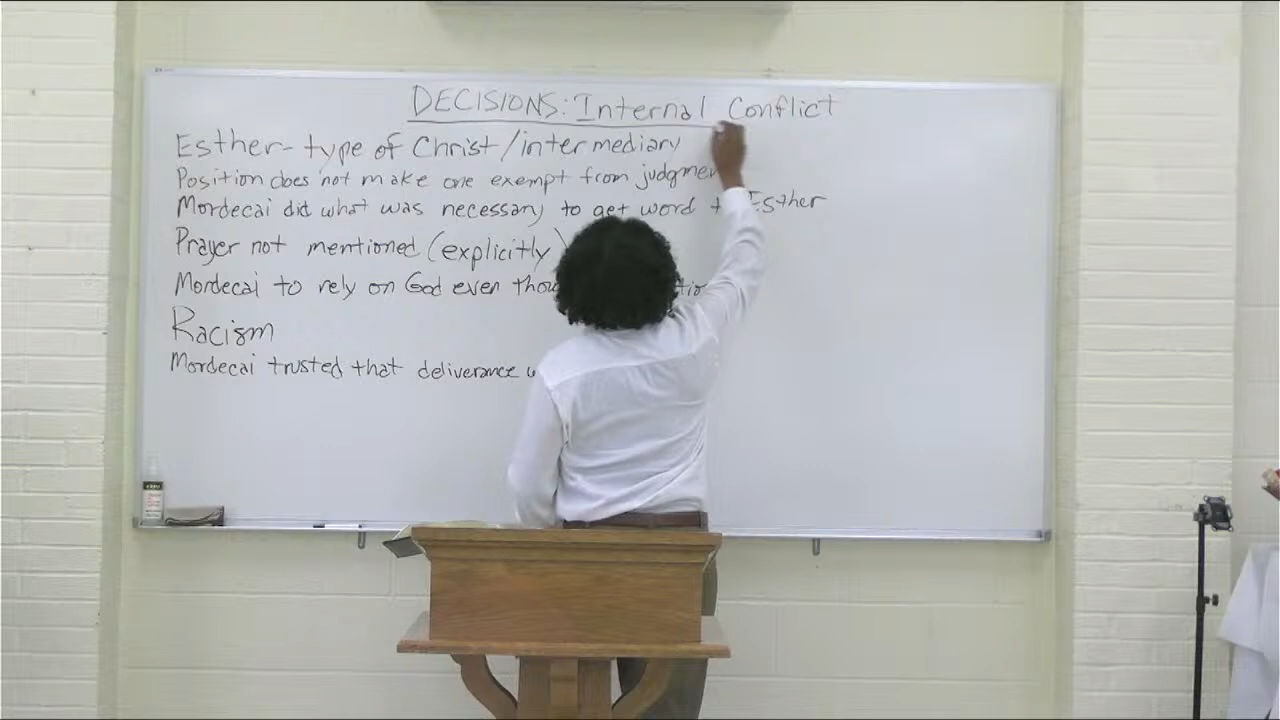 DECISIONS: Internal Conflict
Esther- type of Christ/intermediary
Position does not make one exempt from
Mordecai did what was necessary to get word Esther
Prayer not mentioned (explicitly)
Mordecai to rely on God even
Racism
Mordecai trusted that deliverance